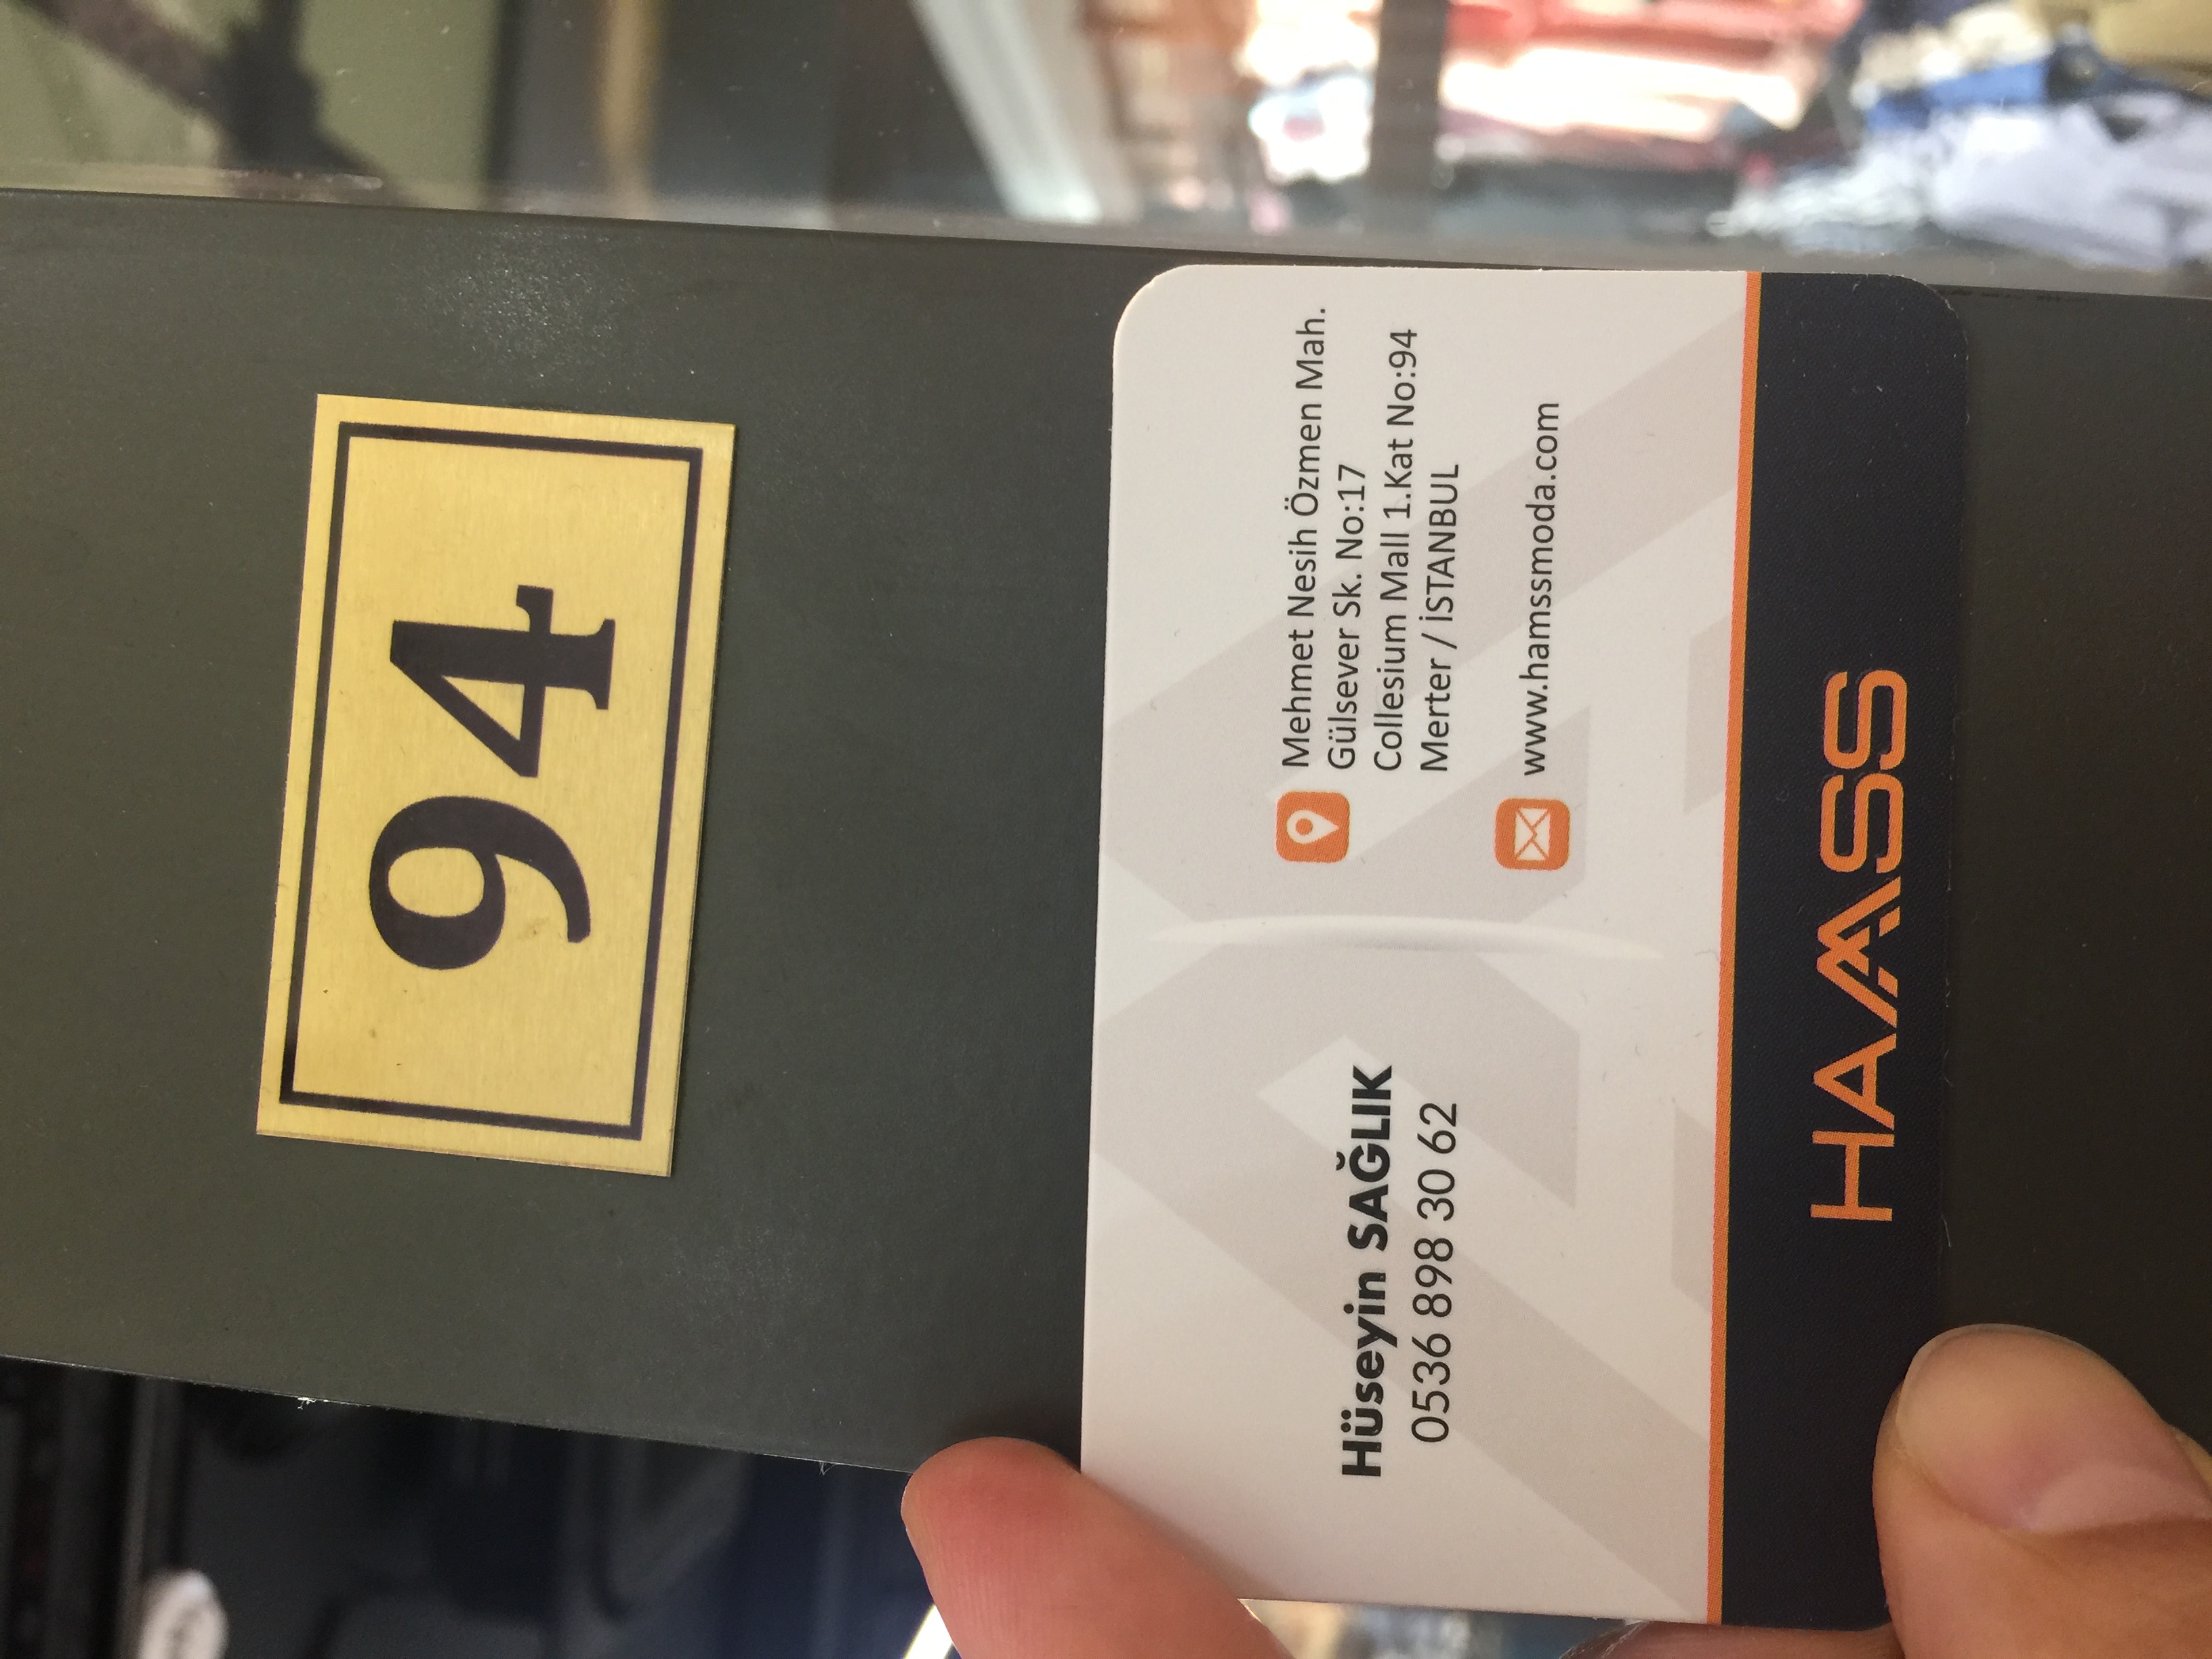 94
Hüseyin SAĞLIK
0536 898 30 62
Mehmet Nesih Özmen Mah.
Gülsever Sk. No:17
Collesium Mall 1.Kat No:94
Merter / İSTANBUL
www.hamssmoda.com
HAMSS